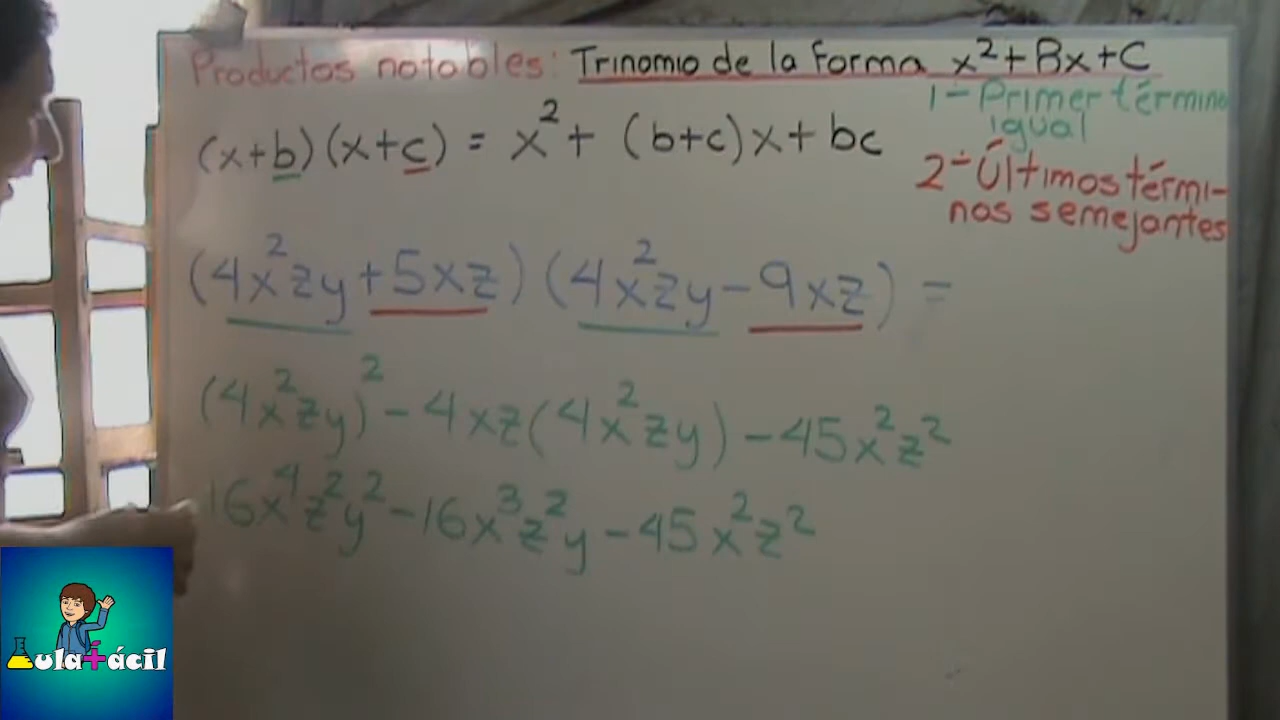 Productos notables: Trinomio de la forma x²+Bx+C
1- Primer término
igual
(x+b)(x+c) = x²+ (b+c)x+bc
2- Últimos térmi-
nos semejantes
(4x²zy+5xz)(4x²zy-9xz) =
(4x²zy)²-4xz(4x²zy)-45x²z²
16x⁴z²y²-16x³z²y-45x²z²
Aula+ácil